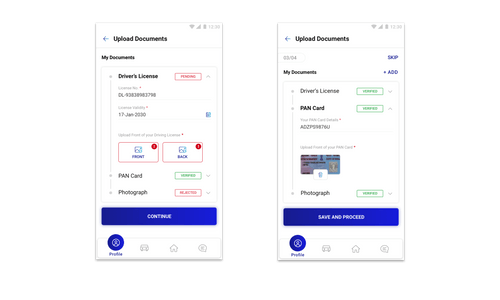 12:30
Upload Documents
My Documents
Driver's License
PENDING
License No. *
DL-93838983798
License Validity *
17-Jan-2030
Upload Front of your Driving License *
FRONT
BACK
PAN Card
VERIFIED
Photograph
REJECTED
CONTINUE
Profile
12:30
Upload Documents
03/04
SKIP
My Documents
+ ADD
Driver's License
VERIFIED
PAN Card
VERIFIED
Your PAN Card Details *
ADZPS9876U
Upload Front of your PAN Card *
Photograph
VERIFIED
SAVE AND PROCEED
Profile